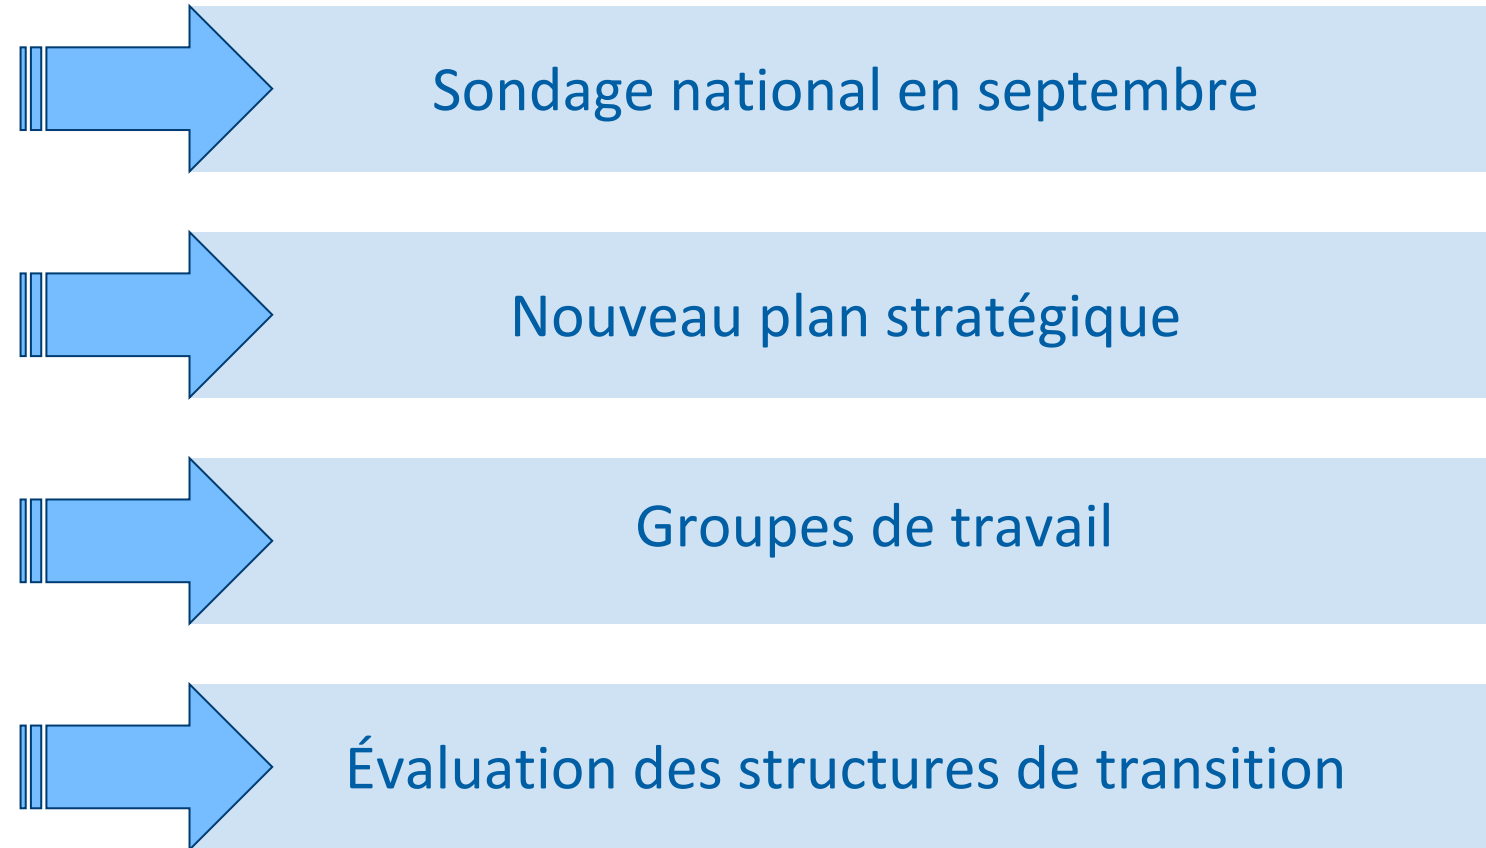 Sondage national en septembre
Nouveau plan stratégique
Groupes de travail
Évaluation des structures de transition